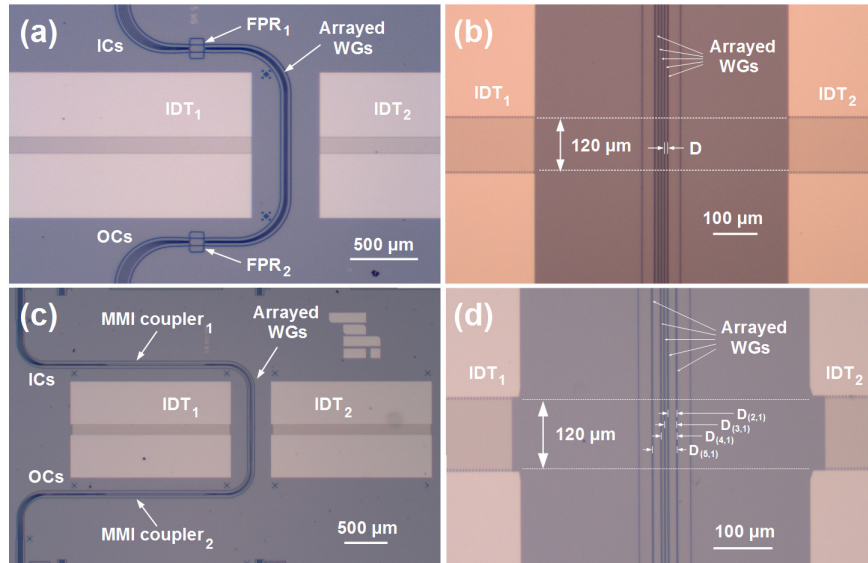 (a)
FPR1
Arrayed
WGs
ICs
IDT1
IDT2
OCs
FPR2
500 μm
(b)
Arrayed
WGs
IDT1
IDT2
120 μm
D
100 μm
(c)
MMI coupler1
Arrayed
WGs
ICs
IDT1
IDT2
OCs
MMI coupler2
500 μm
(d)
Arrayed
WGs
IDT1
IDT2
120 μm
D(2,1)
D(3,1)
D(4,1)
D(5,1)
100 μm